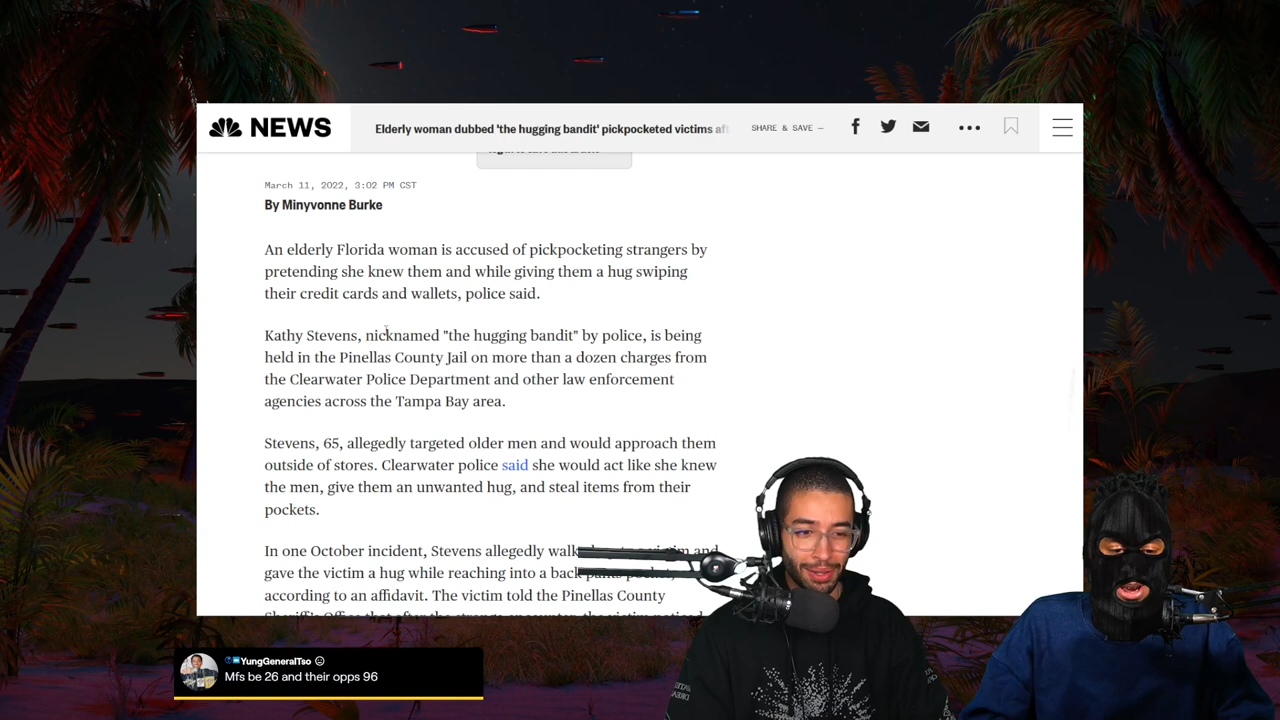 NEWS
Elderly woman dubbed 'the hugging bandit' pickpocketed victims
SHARE & SAVE —
March 11, 2022, 3:02 PM CST
By Minyvonne Burke
An elderly Florida woman is accused of pickpocketing strangers by
pretending she knew them and while giving them a hug swiping
their credit cards and wallets, police said.
Kathy Stevens, nicknamed "the hugging bandit" by police, is being
held in the Pinellas County Jail on more than a dozen charges from
the Clearwater Police Department and other law enforcement
agencies across the Tampa Bay area.
Stevens, 65, allegedly targeted older men and would approach them
outside of stores. Clearwater police said she would act like she knew
the men, give them an unwanted hug, and steal items from their
pockets.
In one October incident, Stevens allegedly and
gave the victim a hug while reaching into a back pants pocket,
according to an affidavit. The victim told the Pinellas County
YungGeneralTso
Mfs be 26 and their opps 96